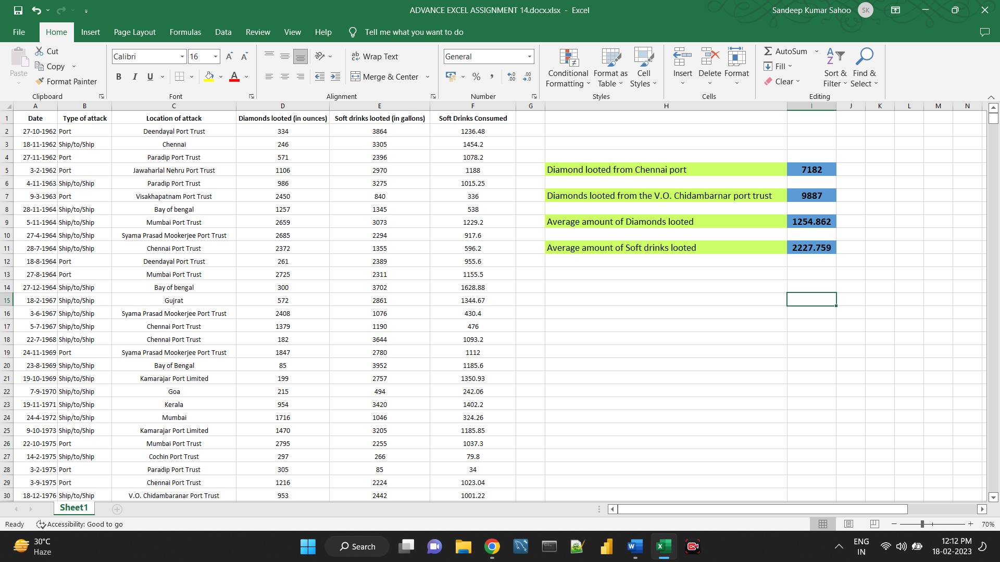 ADVANCE EXCEL ASSIGNMENT 14.docx.xlsx - Excel
Sandeep Kumar Sahoo SK
File Home Insert Page Layout Formulas Data Review View Help Tell me what you want to do
Paste
Cut
Copy
Format Painter
Clipboard
Calibri 16
B I U
Font
Wrap Text
Merge & Center
Alignment
General
Number
Conditional Formatting
Format as Table
Cell Styles
Styles
Insert
Delete
Format
Cells
AutoSum
Fill
Clear
Sort & Filter
Find & Select
Editing
A B C D E F G H I J K L M N
1 Date Type of attack Location of attack Diamonds looted (in ounces) Soft drinks looted (in gallons) Soft Drinks Consumed
2 27-10-1962 Port Deendayal Port Trust 334 3864 1236.48
3 18-11-1962 Ship/to/Ship Chennai 246 3305 1454.2
4 27-11-1962 Port Paradip Port Trust 571 2396 1078.2
5 3-2-1962 Port Jawaharlal Nehru Port Trust 1106 2970 1188 Diamond looted from Chennai port 7182
6 4-11-1963 Ship/to/Ship Paradip Port Trust 986 3275 1015.25
7 9-3-1963 Port Visakhapatnam Port Trust 2450 840 336 Diamonds looted from the V.O. Chidambarnar port trust 9887
8 28-11-1964 Ship/to/Ship Bay of bengal 1257 1345 538
9 5-11-1964 Ship/to/Ship Mumbai Port Trust 2659 3073 1229.2 Average amount of Diamonds looted 1254.862
10 27-4-1964 Ship/to/Ship Syama Prasad Mookerjee Port Trust 2685 2294 917.6
11 28-7-1964 Ship/to/Ship Chennai Port Trust 2372 1355 596.2 Average amount of Soft drinks looted 2227.759
12 18-8-1964 Port Deendayal Port Trust 261 2389 955.6
13 27-8-1964 Port Mumbai Port Trust 2725 2311 1155.5
14 27-12-1964 Ship/to/Ship Bay of bengal 300 3702 1628.88
15 18-2-1967 Ship/to/Ship Gujrat 572 2861 1344.67
16 3-6-1967 Ship/to/Ship Syama Prasad Mookerjee Port Trust 2408 1076 430.4
17 5-7-1967 Ship/to/Ship Chennai Port Trust 1379 1190 476
18 22-7-1968 Ship/to/Ship Chennai Port Trust 182 3644 1093.2
19 24-11-1969 Port Syama Prasad Mookerjee Port Trust 1847 2780 1112
20 23-8-1969 Ship/to/Ship Bay of Bengal 85 3952 1185.6
21 19-10-1969 Ship/to/Ship Kamarajar Port Limited 199 2757 1350.93
22 7-9-1970 Ship/to/Ship Goa 215 494 242.06
23 19-11-1971 Ship/to/Ship Kerala 954 3420 1402.2
24 24-4-1972 Ship/to/Ship Mumbai 1716 1046 324.26
25 9-10-1973 Ship/to/Ship Kamarajar Port Limited 1470 3205 1185.85
26 22-10-1975 Port Mumbai Port Trust 2795 2255 1037.3
27 14-2-1975 Ship/to/Ship Cochin Port Trust 297 266 79.8
28 3-2-1975 Port Paradip Port Trust 305 85 34
29 3-9-1975 Port Chennai Port Trust 1216 2224 1023.04
30 18-12-1976 Ship/to/Ship V.O. Chidambaranar Port Trust 953 2442 1001.22
Sheet1
Ready Accessibility: Good to go 70%
30°C
Haze
Search
ENG
IN
12:12 PM
18-02-2023